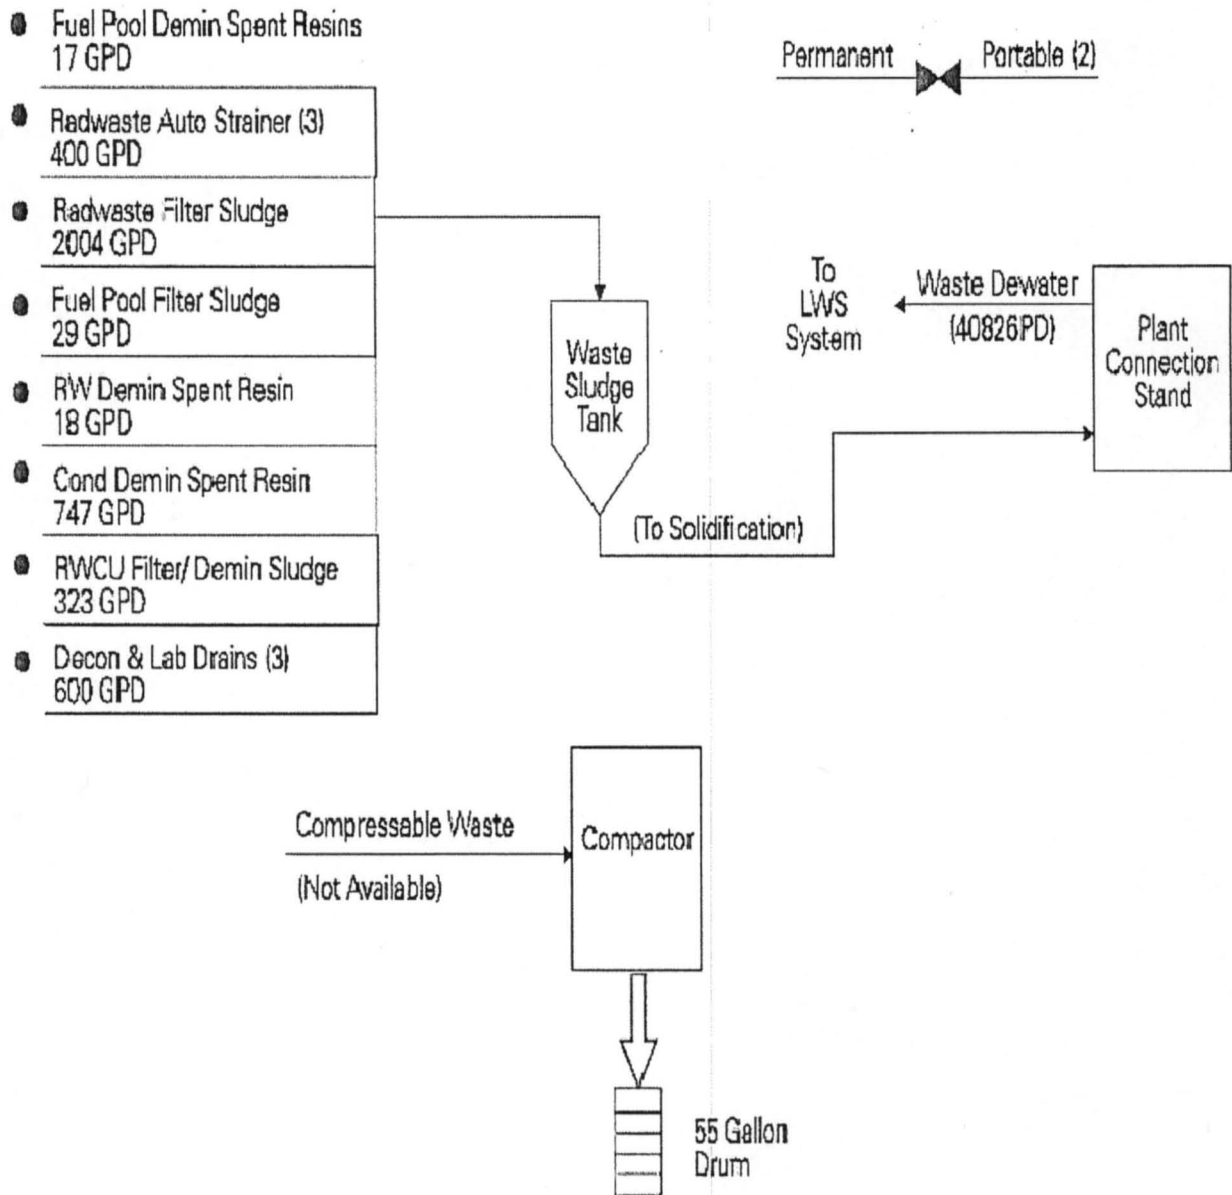 Fuel Pool Demin Spent Resins
17 GPD
Radwaste Auto Strainer (3)
400 GPD
Radwaste Filter Sludge
2004 GPD
Fuel Pool Filter Sludge
29 GPD
RW Demin Spent Resin
18 GPD
Cond Demin Spent Resin
747 GPD
RWCU Filter/ Demin Sludge
323 GPD
Decon & Lab Drains (3)
600 GPD
Permanent
Portable (2)
Waste
Sludge
Tank
(To Solidification)
To
LWS
System
Waste Dewater
(40826IPD)
Plant
Connection
Stand
Compressable Waste
(Not Available)
Compactor
55 Gallon
Drum